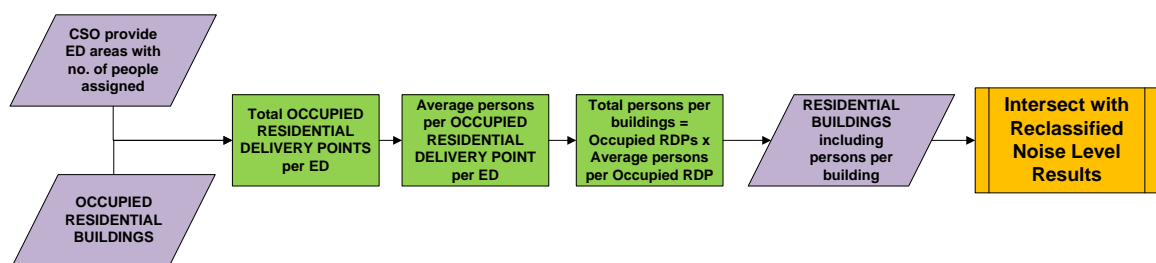 CSO provide
ED areas with
no. of people
assigned
OCCUPIED
RESIDENTIAL
BUILDINGS
Total OCCUPIED
RESIDENTIAL
DELIVERY POINTS
per ED
Average persons
per OCCUPIED
RESIDENTIAL
DELIVERY POINT
per ED
Total persons per
buildings =
Occupied RDPs x
Average persons
per Occupied RDP
RESIDENTIAL
BUILDINGS
including
persons per
building
Intersect with
Reclassified
Noise Level
Results